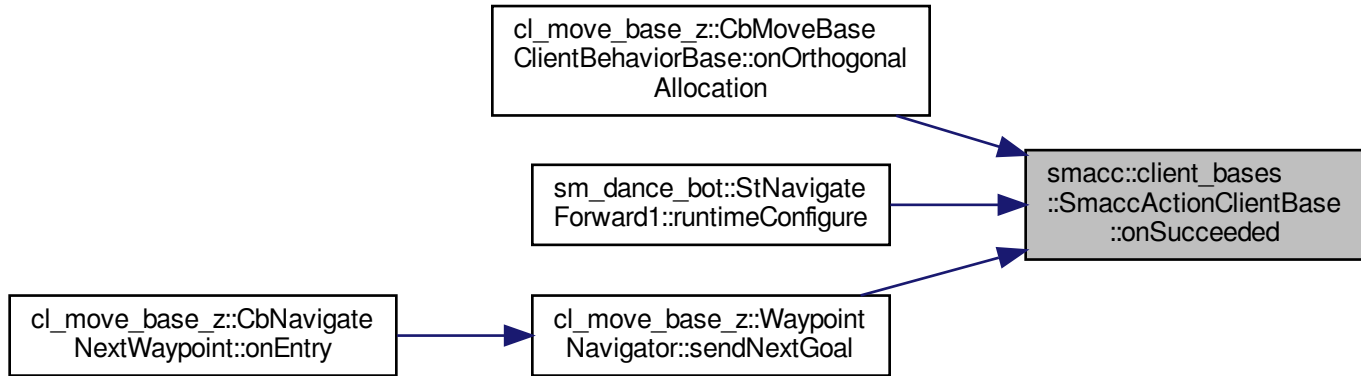 cl_move_base_z::CbMoveBase
ClientBehaviorBase::onOrthogonal
Allocation
sm_dance_bot::StNavigate
Forward1::runtimeConfigure
smacc::client_bases
::SmaccActionClientBase
::onSucceeded
cl_move_base_z::CbNavigate
NextWaypoint::onEntry
cl_move_base_z::Waypoint
Navigator::sendNextGoal